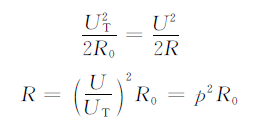 U_T^2 / 2R_0 = U^2 / 2R
R = (U / U_T)^2 R_0 = p^2 R_0